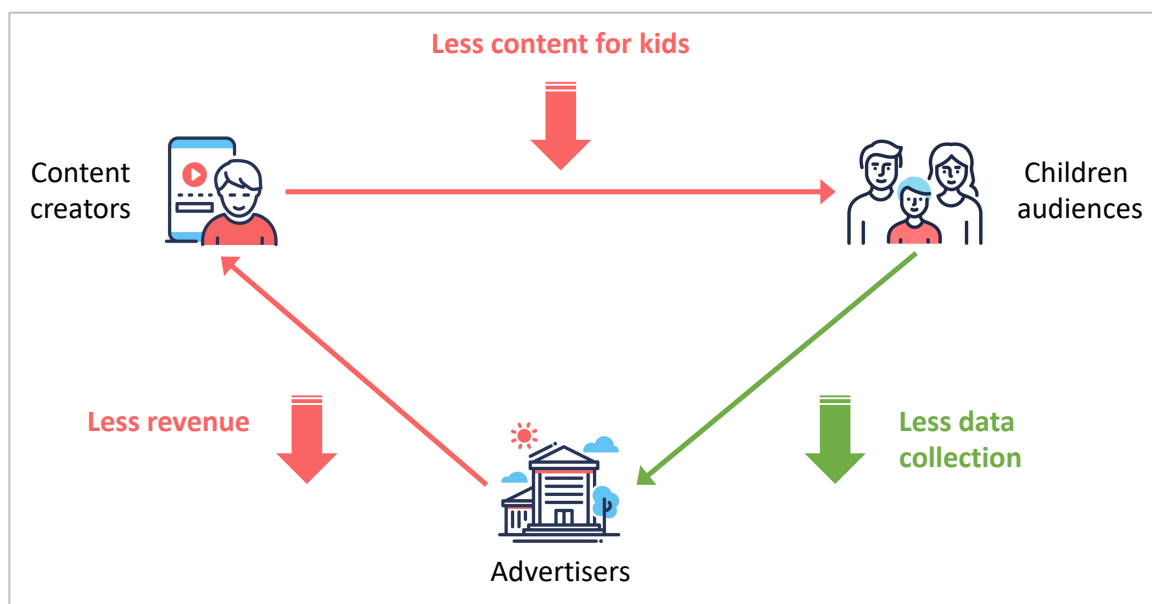 Less content for kids
Content
creators
Children
audiences
Less revenue
Less data
collection
Advertisers